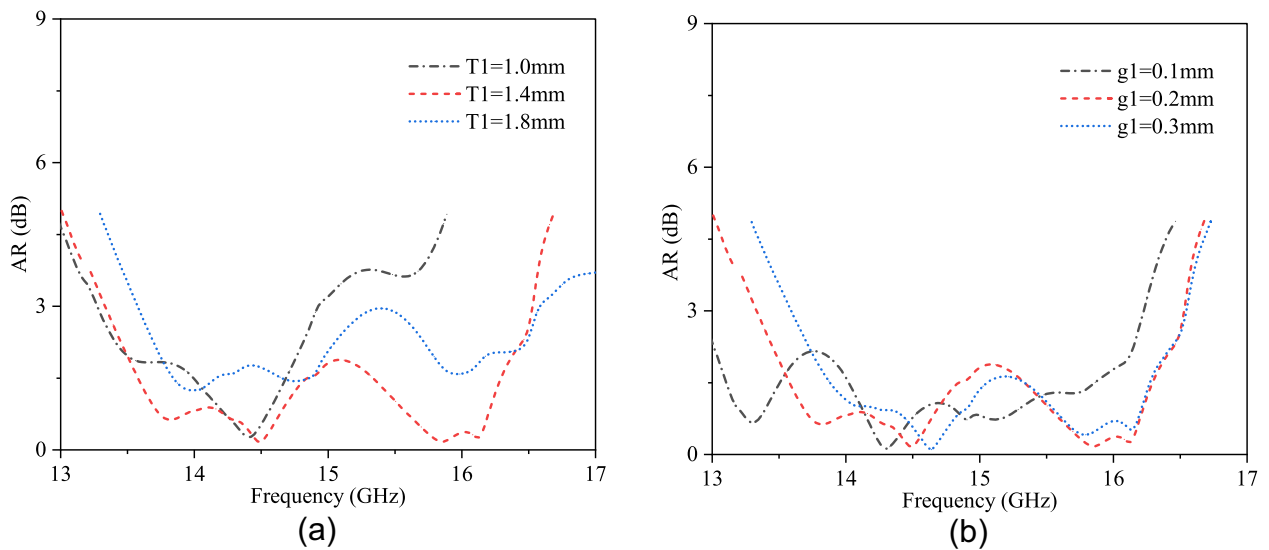 9
6
3
0
AR (dB)
T1=1.0mm
T1=1.4mm
T1=1.8mm
13 14 15 16 17
Frequency (GHz)
(a)
9
6
3
0
AR (dB)
g1=0.1mm
g1=0.2mm
g1=0.3mm
13 14 15 16 17
Frequency (GHz)
(b)